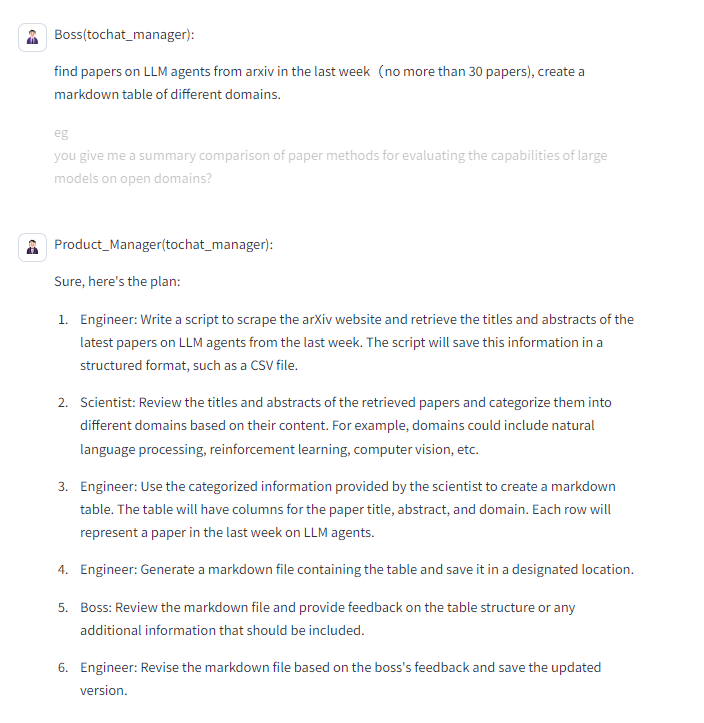 Boss(tochat_manager):
find papers on LLM agents from arxiv in the last week（no more than 30 papers), create a
markdown table of different domains.
eg
you give me a summary comparison of paper methods for evaluating the capabilities of large
models on open domains?
Product_Manager(tochat_manager):
Sure, here's the plan:
1. Engineer: Write a script to scrape the arXiv website and retrieve the titles and abstracts of the
latest papers on LLM agents from the last week. The script will save this information in a
structured format, such as a CSV file.
2. Scientist: Review the titles and abstracts of the retrieved papers and categorize them into
different domains based on their content. For example, domains could include natural
language processing, reinforcement learning, computer vision, etc.
3. Engineer: Use the categorized information provided by the scientist to create a markdown
table. The table will have columns for the paper title, abstract, and domain. Each row will
represent a paper in the last week on LLM agents.
4. Engineer: Generate a markdown file containing the table and save it in a designated location.
5. Boss: Review the markdown file and provide feedback on the table structure or any
additional information that should be included.
6. Engineer: Revise the markdown file based on the boss's feedback and save the updated
version.